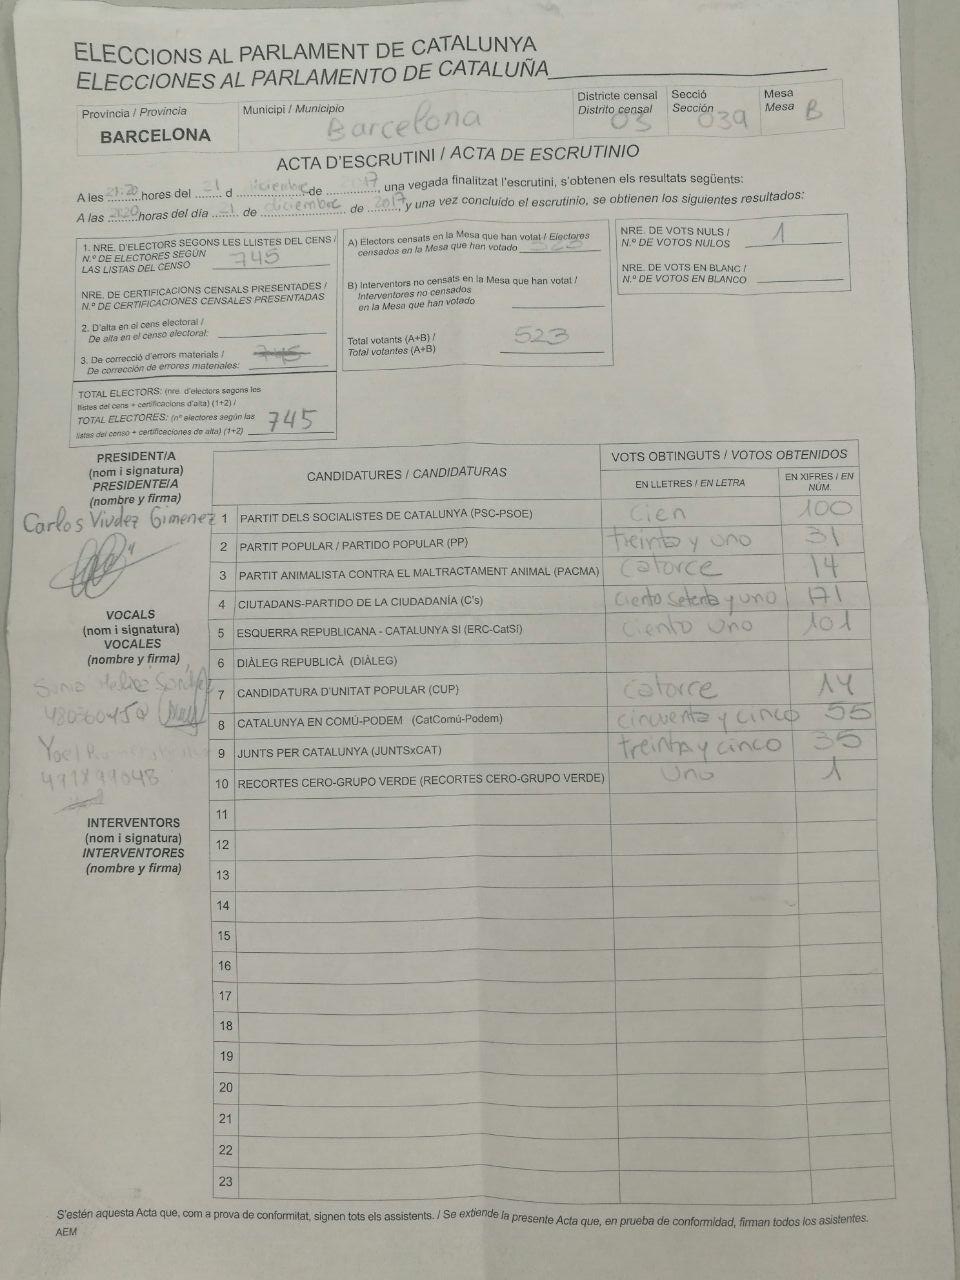 ELECCIONS AL PARLAMENT DE CATALUNYA
ELECCIONES AL PARLAMENTO DE CATALUÑA
Provincia / Provincia
BARCELONA
Municipi / Municipio
Barcelona
Districte censal
Distrito censal
03
Secció
Sección
039
Mesa
Mesa
B
ACTA D'ESCRUTINI / ACTA DE ESCRUTINIO
A les 21:20 hores del 21 d diciembre de 2017, una vegada finalitzat l'escrutini, s'obtenen els resultats següents:
A las horas del día 21 de diciembre de 2017, y una vez concluido el escrutinio, se obtienen los siguientes resultados:
1. NRE. D'ELECTORS SEGONS LES LLISTES DEL CENS /
N.º DE ELECTORES SEGÚN
LAS LISTAS DEL CENSO 745
NRE. DE CERTIFICACIONS CENSALS PRESENTADES /
N.º DE CERTIFICACIONES CENSALES PRESENTADAS
2. D'alta en el cens electoral /
De alta en el censo electoral:
3. De correcció d'errors materials /
De corrección de errores materiales: 745
TOTAL ELECTORS: (nre. d'electors segons les
llistes del cens + certificacions d'alta) (1+2) /
TOTAL ELECTORES: (nº electores según las
listas del censo + certificaciones de alta) (1+2) 745
A) Electors censats en la Mesa que han votat / Electores
censados en la Mesa que han votado 523
B) Interventors no censats en la Mesa que han votat /
Interventores no censados
en la Mesa que han votado
Total votants (A+B) /
Total votantes (A+B) 523
NRE. DE VOTS NULS /
N.º DE VOTOS NULOS 1
NRE. DE VOTS EN BLANC /
N.º DE VOTOS EN BLANCO
PRESIDENT/A
(nom i signatura)
PRESIDENTE/A
(nombre y firma)
Carlos Vivdez Gimenez
VOCALS
(nom i signatura)
VOCALES
(nombre y firma)
Yoel
INTERVENTORS
(nom i signatura)
INTERVENTORES
(nombre y firma)
CANDIDATURES / CANDIDATURAS
VOTS OBTINGUTS / VOTOS OBTENIDOS
EN LLETRES / EN LETRA
EN XIFRES / EN NÚM.
1 PARTIT DELS SOCIALISTES DE CATALUNYA (PSC-PSOE) Cien 100
2 PARTIT POPULAR / PARTIDO POPULAR (PP) treinta y uno 31
3 PARTIT ANIMALISTA CONTRA EL MALTRACTAMENT ANIMAL (PACMA) Catorce 14
4 CIUTADANS-PARTIDO DE LA CIUDADANÍA (C's) Ciento Setenta y uno 171
5 ESQUERRA REPUBLICANA - CATALUNYA SI (ERC-CatSí) Ciento Uno 101
6 DIÀLEG REPUBLICÀ (DIÀLEG)
7 CANDIDATURA D'UNITAT POPULAR (CUP) Catorce 14
8 CATALUNYA EN COMÚ-PODEM (CatComú-Podem) cincuenta y cinco 55
9 JUNTS PER CATALUNYA (JUNTSxCAT) treinta y cinco 35
10 RECORTES CERO-GRUPO VERDE (RECORTES CERO-GRUPO VERDE) Uno 1
11
12
13
14
15
16
17
18
19
20
21
22
23
S'estén aquesta Acta que, com a prova de conformitat, signen tots els assistents. / Se extiende la presente Acta que, en prueba de conformidad, firman todos los asistentes.
AEM